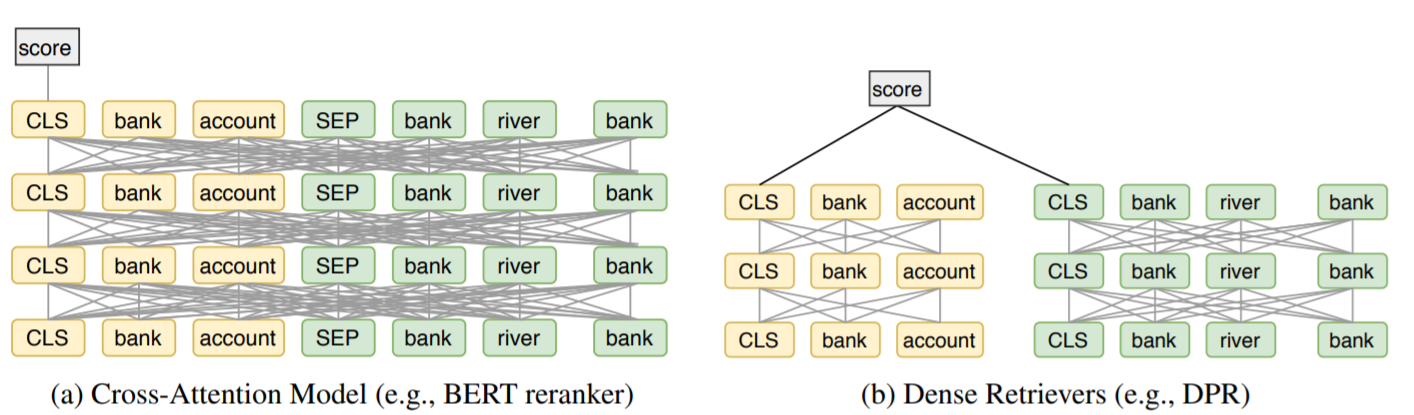 score
CLS bank account SEP bank river bank
CLS bank account SEP bank river bank
CLS bank account SEP bank river bank
CLS bank account SEP bank river bank
(a) Cross-Attention Model (e.g., BERT reranker)
score
CLS bank account CLS bank river bank
CLS bank account CLS bank river bank
CLS bank account CLS bank river bank
(b) Dense Retrievers (e.g., DPR)